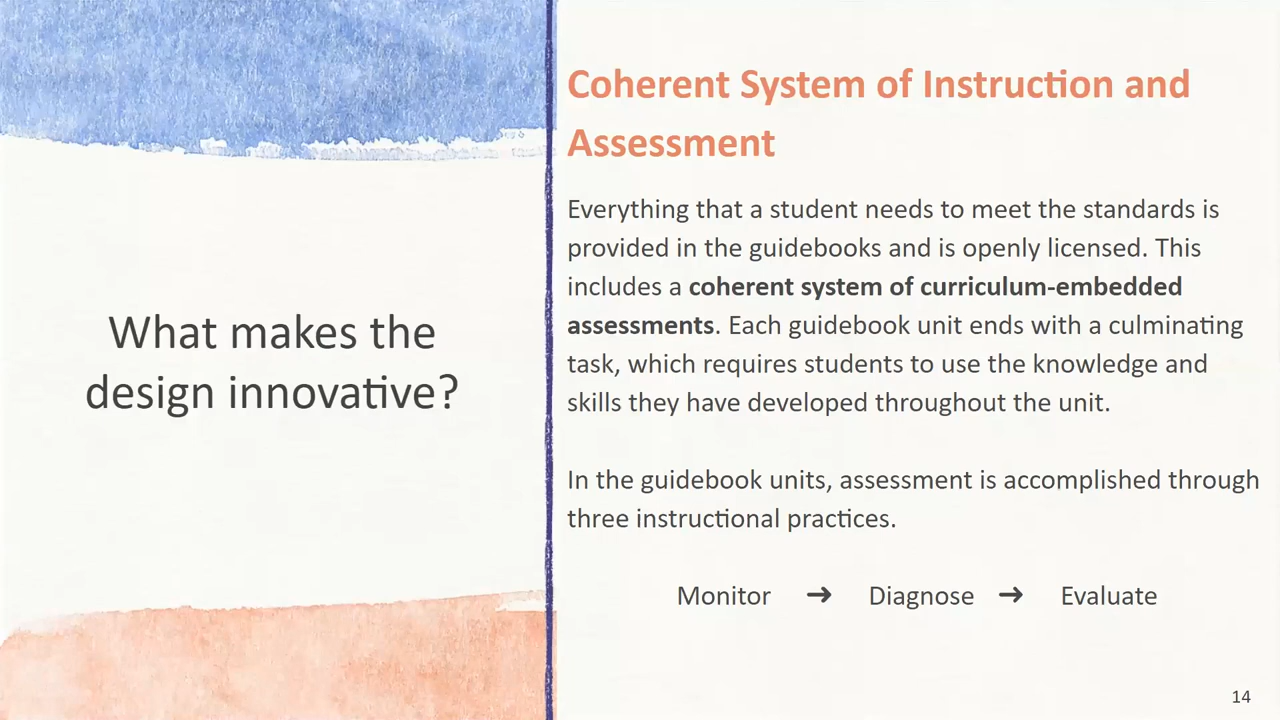 What makes the
design innovative?
Coherent System of Instruction and
Assessment
Everything that a student needs to meet the standards is
provided in the guidebooks and is openly licensed. This
includes a coherent system of curriculum-embedded
assessments. Each guidebook unit ends with a culminating
task, which requires students to use the knowledge and
skills they have developed throughout the unit.
In the guidebook units, assessment is accomplished through
three instructional practices.
Monitor ➔ Diagnose ➔ Evaluate
14